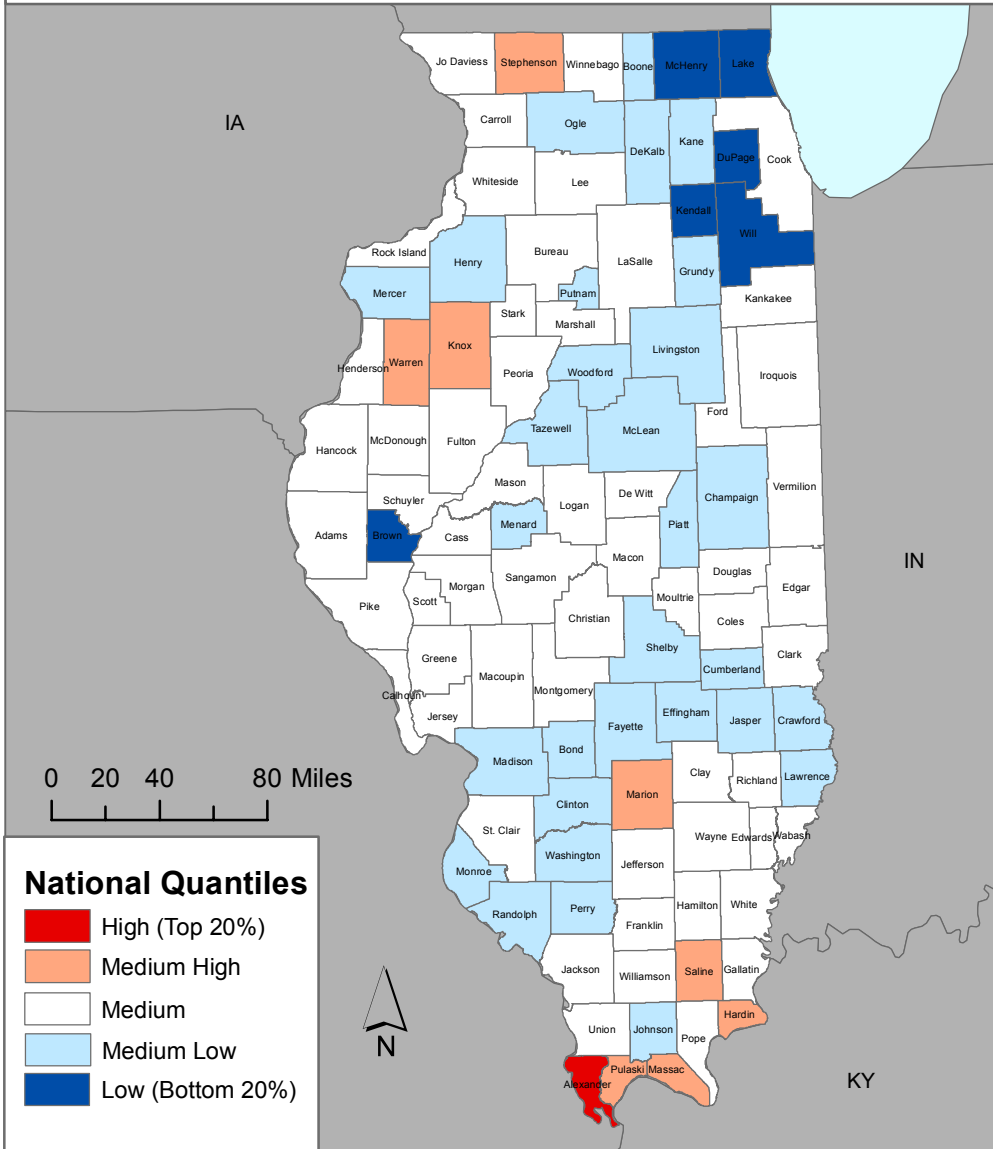 Jo Daviess
Stephenson
Winnebago
Boone
McHenry
Lake
IA
Carroll
Ogle
DeKalb
Kane
DuPage
Cook
Whiteside
Lee
Kendall
Will
Rock Island
Henry
Bureau
LaSalle
Grundy
Mercer
Putnam
Kankakee
Stark
Marshall
Henderson
Warren
Knox
Peoria
Woodford
Livingston
Iroquois
Ford
Hancock
McDonough
Fulton
Tazewell
McLean
Mason
Logan
De Witt
Champaign
Vermilion
Schuyler
Adams
Brown
Cass
Menard
Piatt
Macon
IN
Douglas
Edgar
Pike
Scott
Morgan
Sangamon
Christian
Moultrie
Coles
Shelby
Cumberland
Clark
Greene
Macoupin
Montgomery
Calhoun
Jersey
Fayette
Effingham
Jasper
Crawford
Madison
Bond
Clay
Richland
Lawrence
0 20 40 80 Miles
Marion
Clinton
St. Clair
Wayne
Edwards
Wabash
Washington
Jefferson
Monroe
Randolph
Perry
Hamilton
White
Franklin
Jackson
Williamson
Saline
Gallatin
Hardin
Union
Johnson
Pope
N
Alexander
Pulaski
Massac
KY
National Quantiles
High (Top 20%)
Medium High
Medium
Medium Low
Low (Bottom 20%)